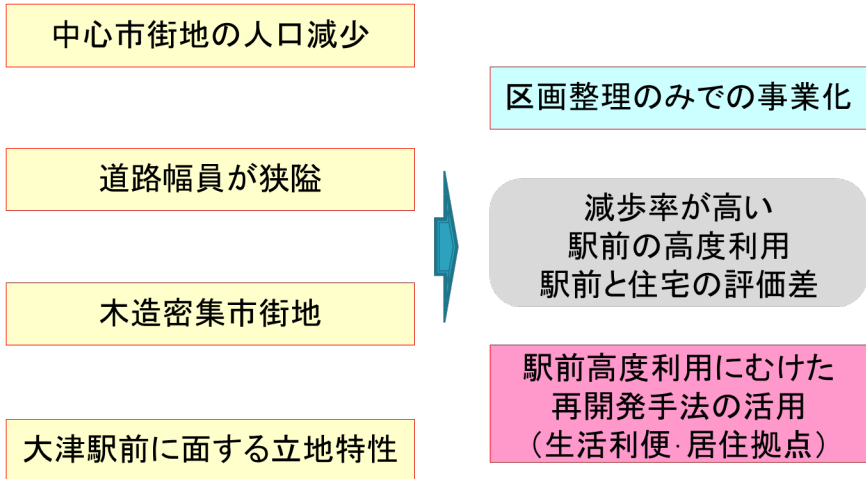 中心市街地の人口減少
道路幅員が狭隘
木造密集市街地
大津駅前に面する立地特性
区画整理のみでの事業化
減歩率が高い
駅前の高度利用
駅前と住宅の評価差
駅前高度利用にむけた
再開発手法の活用
（生活利便･居住拠点）